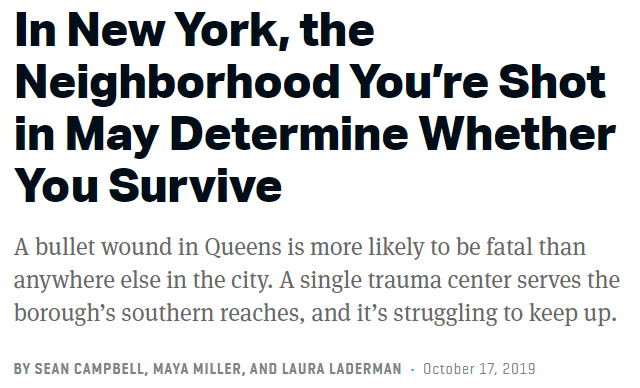 In New York, the
Neighborhood You’re Shot
in May Determine Whether
You Survive
A bullet wound in Queens is more likely to be fatal than
anywhere else in the city. A single trauma center serves the
borough’s southern reaches, and it’s struggling to keep up.
BY SEAN CAMPBELL, MAYA MILLER, AND LAURA LADERMAN · October 17, 2019